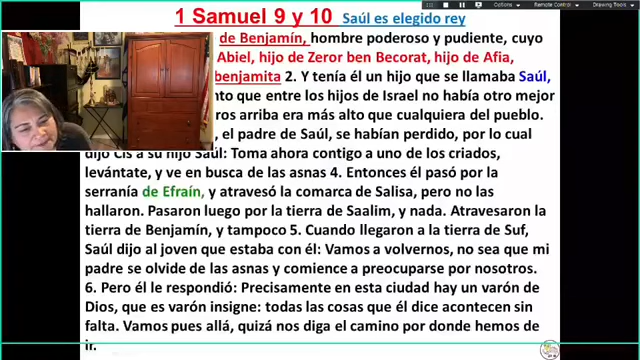 Options
Remote Control
Drawing Tools
1 Samuel 9 y 10 Saúl es elegido rey
de Benjamín, hombre poderoso y pudiente, cuyo
Abiel, hijo de Zeror ben Becorat, hijo de Afia,
benjamita 2. Y tenía él un hijo que se llamaba Saúl,
nto que entre los hijos de Israel no había otro mejor
ros arriba era más alto que cualquiera del pueblo.
, el padre de Saúl, se habían perdido, por lo cual
dijo Cis a su hijo Saúl: Toma ahora contigo a uno de los criados,
levántate, y ve en busca de las asnas 4. Entonces él pasó por la
serranía de Efraín, y atravesó la comarca de Salisa, pero no las
hallaron. Pasaron luego por la tierra de Saalim, y nada. Atravesaron la
tierra de Benjamín, y tampoco 5. Cuando llegaron a la tierra de Suf,
Saúl dijo al joven que estaba con él: Vamos a volvernos, no sea que mi
padre se olvide de las asnas y comience a preocuparse por nosotros.
6. Pero él le respondió: Precisamente en esta ciudad hay un varón de
Dios, que es varón insigne: todas las cosas que él dice acontecen sin
falta. Vamos pues allá, quizá nos diga el camino por donde hemos de
ir.